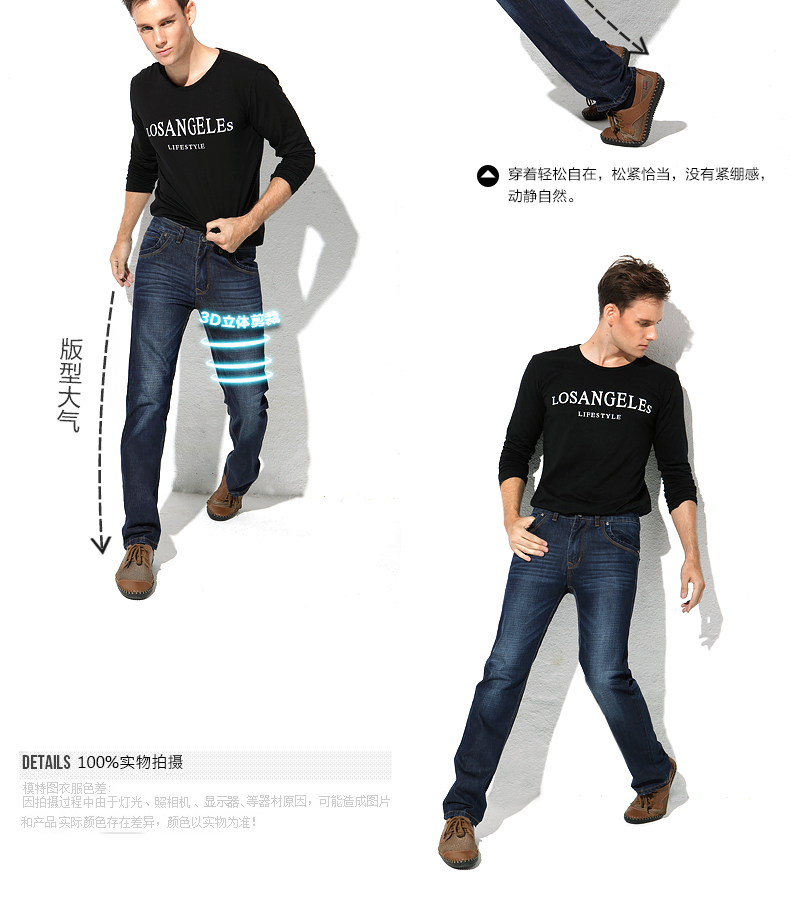 LOSANGELEs
LIFESTYLE
3D立体剪裁
版型大气
穿着轻松自在，松紧恰当，没有紧绷感，
动静自然。
LOSANGELEs
LIFESTYLE
DETAILS 100%实物拍摄
模特图衣服色差:
因拍摄过程中由于灯光、照相机、显示器、等器材原因，可能造成图片
和产品实际颜色存在差异，颜色以实物为准！